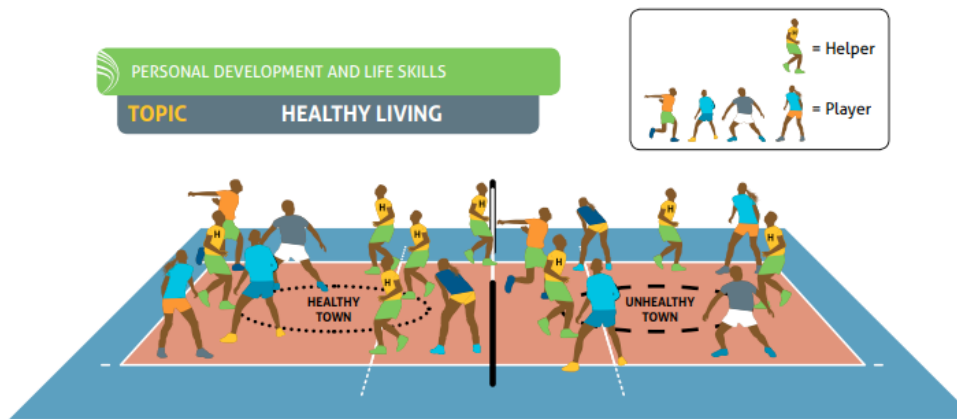 PERSONAL DEVELOPMENT AND LIFE SKILLS
TOPIC HEALTHY LIVING
= Helper
= Player
H
H
H
H
H
H
H
H
HEALTHY
TOWN
UNHEALTHY
TOWN
H